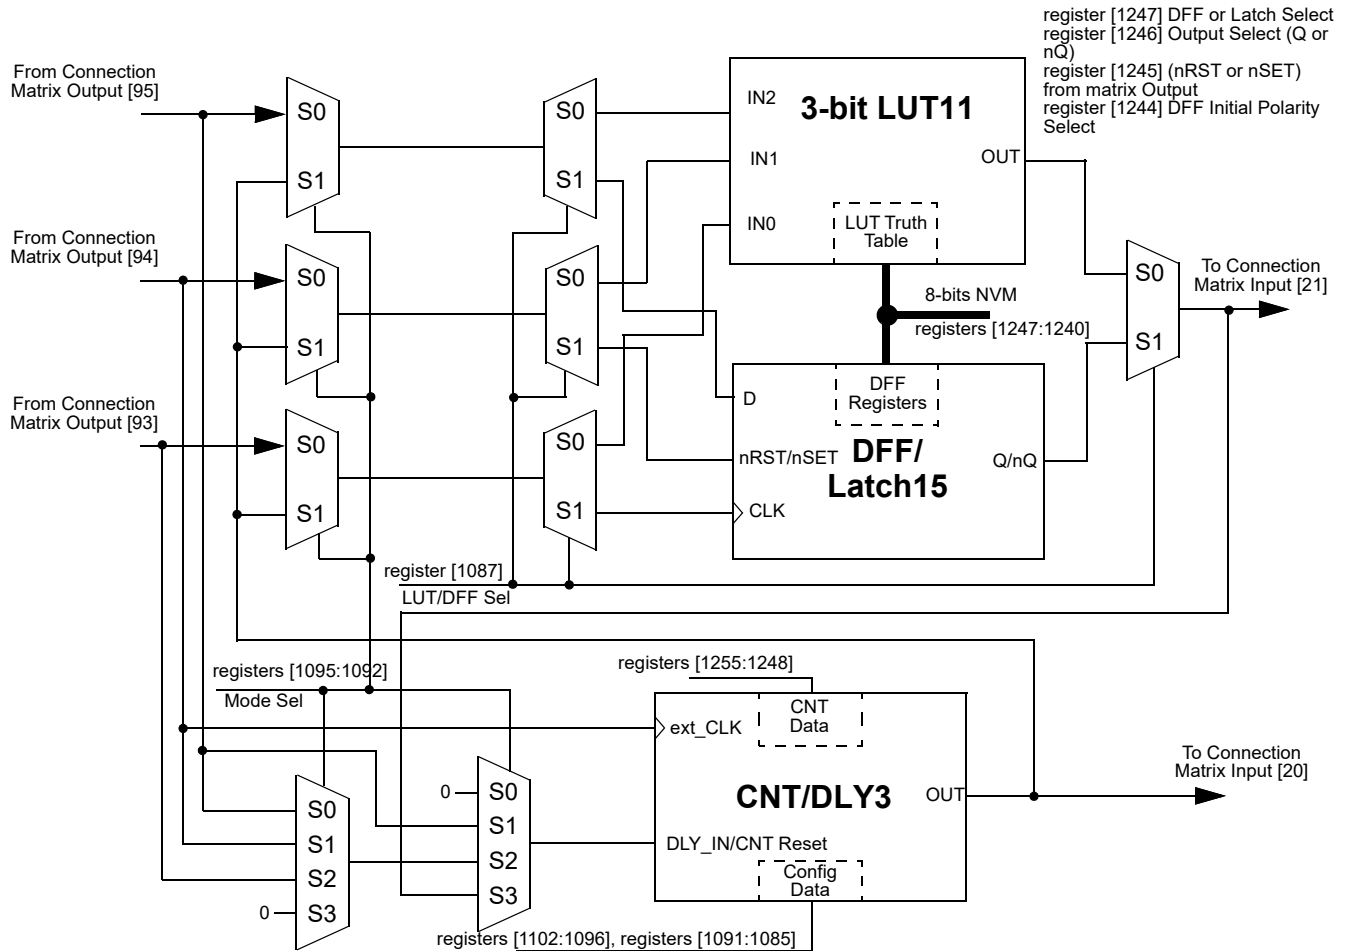 register [1247] DFF or Latch Select
register [1246] Output Select (Q or
nQ)
register [1245] (nRST or nSET)
from matrix Output
register [1244] DFF Initial Polarity
Select
From Connection
Matrix Output [95]
S0
S1
S0
S1
IN2
IN1
IN0
3-bit LUT11
OUT
LUT Truth
Table
From Connection
Matrix Output [94]
S0
S1
S0
S1
8-bits NVM
registers [1247:1240]
S0
S1
To Connection
Matrix Input [21]
From Connection
Matrix Output [93]
S0
S1
S0
S1
D
nRST/nSET
CLK
DFF
Registers
DFF/
Latch15
Q/nQ
register [1087]
LUT/DFF Sel
registers [1095:1092]
Mode Sel
registers [1255:1248]
CNT
Data
ext_CLK
CNT/DLY3
OUT
To Connection
Matrix Input [20]
DLY_IN/CNT Reset
Config
Data
S0
S1
S2
S3
0
0
S0
S1
S2
S3
registers [1102:1096], registers [1091:1085]